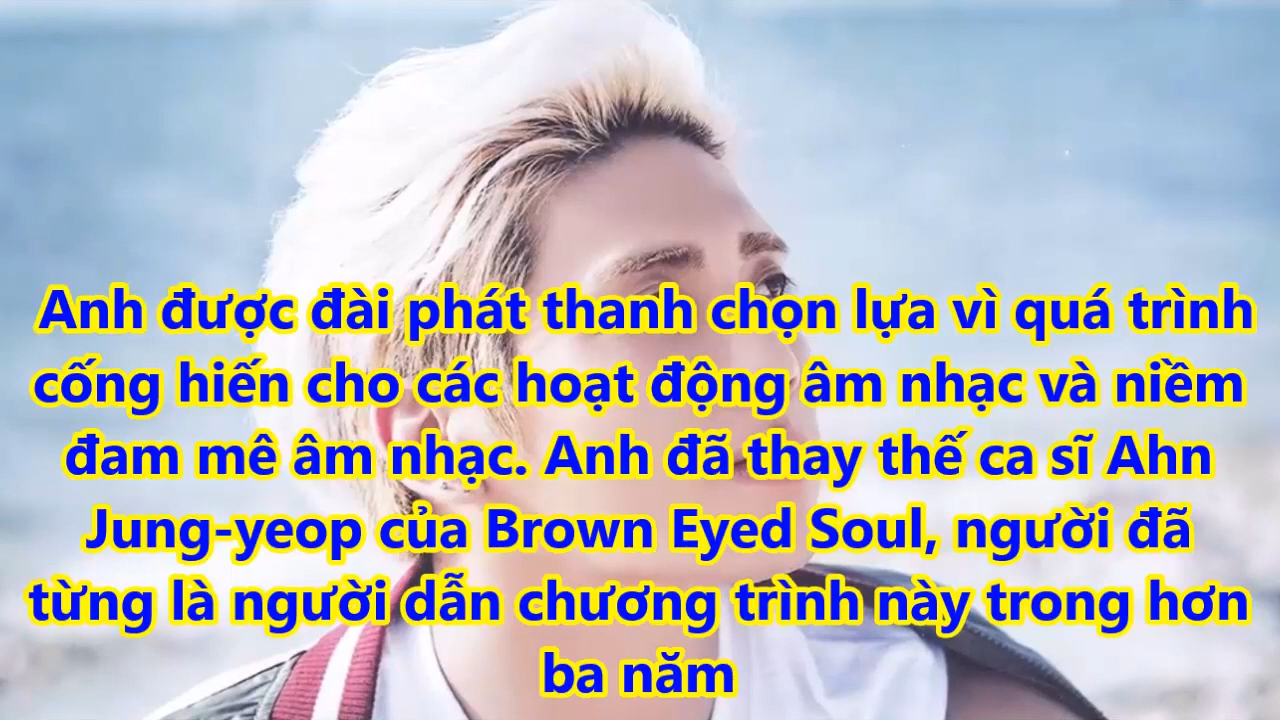 Anh được đài phát thanh chọn lựa vì quá trình
cống hiến cho các hoạt động âm nhạc và niềm
đam mê âm nhạc. Anh đã thay thế ca sĩ Ahn
Jung-yeop của Brown Eyed Soul, người đã
từng là người dẫn chương trình này trong hơn
ba năm